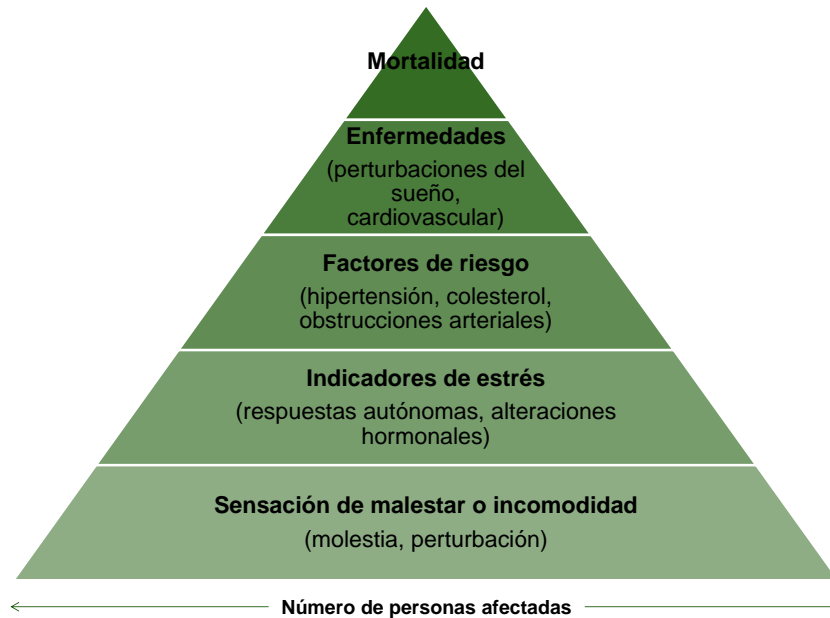 Mortalidad
Enfermedades
(perturbaciones del
sueño,
cardiovascular)
Factores de riesgo
(hipertensión, colesterol,
obstrucciones arteriales)
Indicadores de estrés
(respuestas autónomas, alteraciones
hormonales)
Sensación de malestar o incomodidad
(molestia, perturbación)
Número de personas afectadas